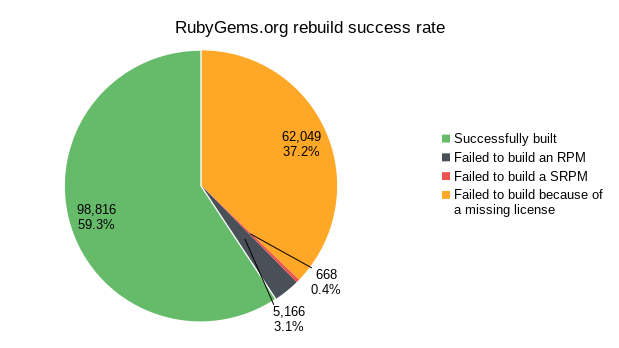 RubyGems.org rebuild success rate
62,049
37.2%
98,816
59.3%
668
0.4%
5,166
3.1%
Successfully built
Failed to build an RPM
Failed to build a SRPM
Failed to build because of
a missing license